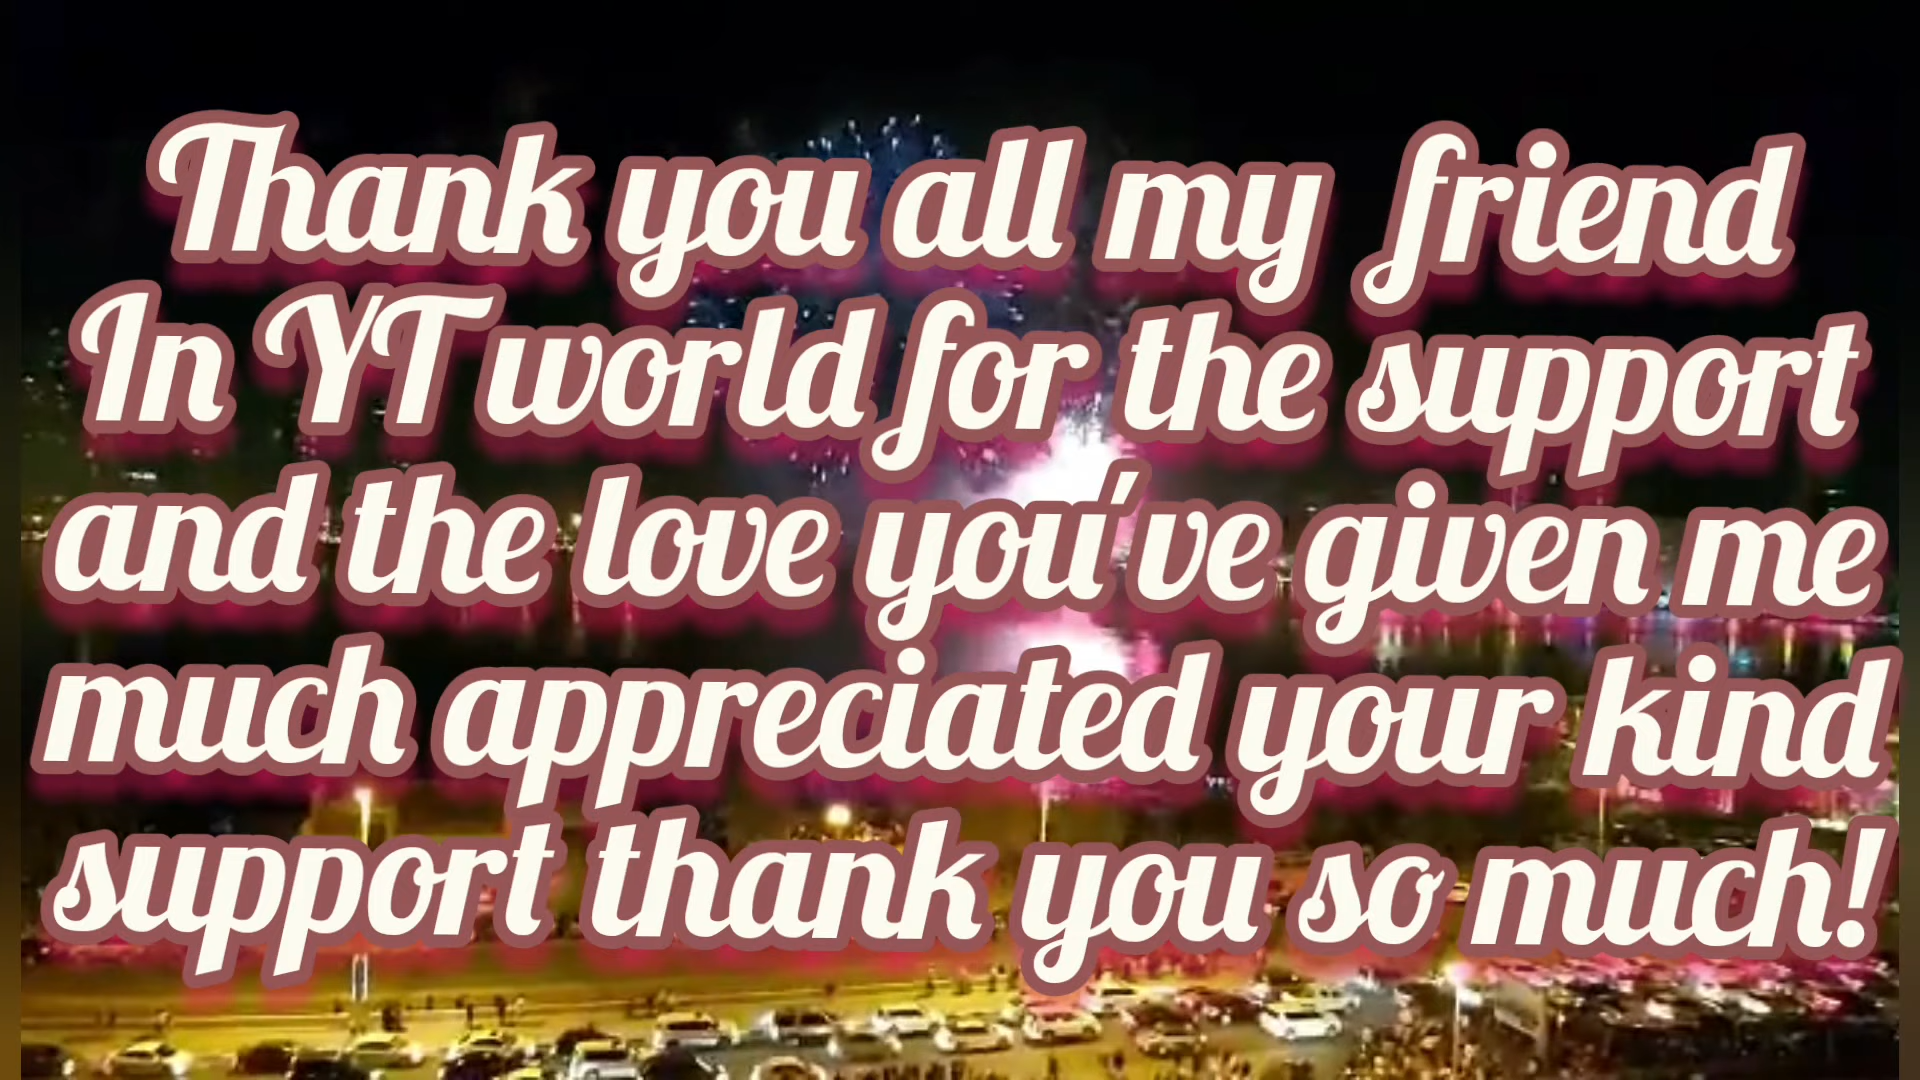 Thank you all my friend
In YT world for the support
and the love you've given me
much appreciated your kind
support thank you so much!